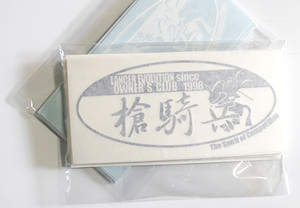 LANCER EVOLUTION since
OWNER'S CLUB 1998
槍騎兵
The Spirit of Competition